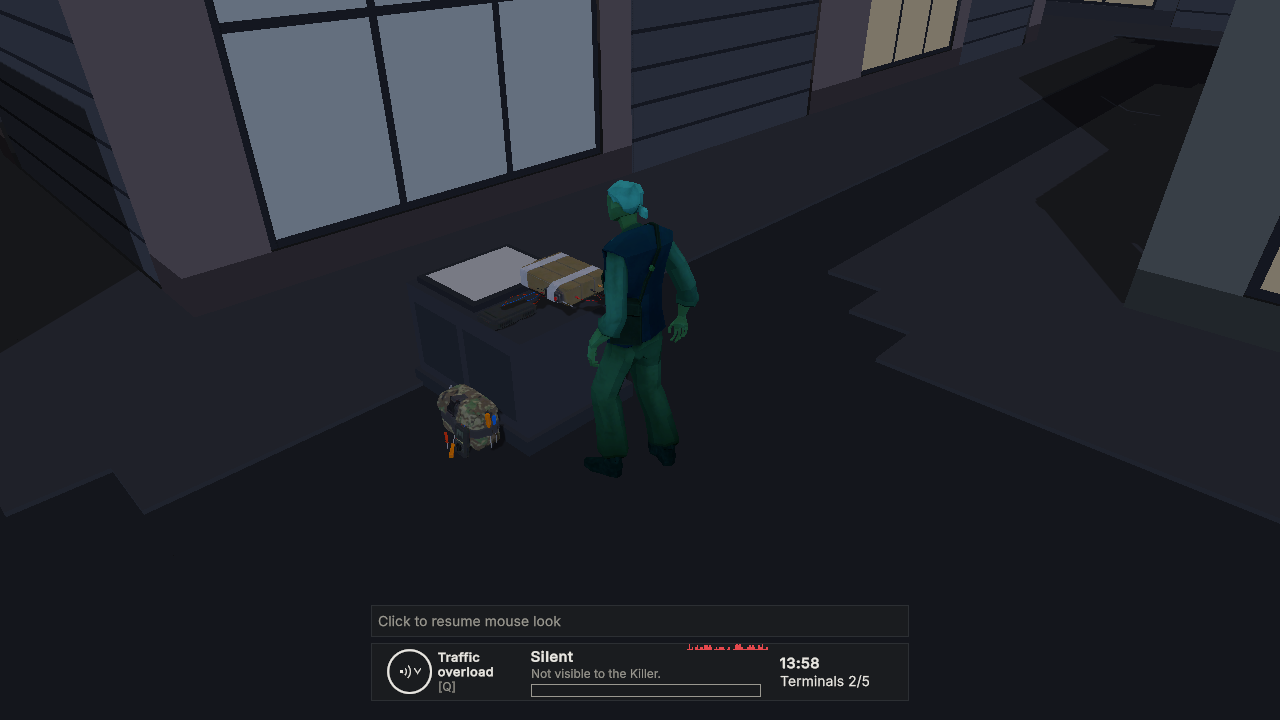 Click to resume mouse look
Traffic
overload
[Q]
Silent
Not visible to the Killer.
13:58
Terminals 2/5